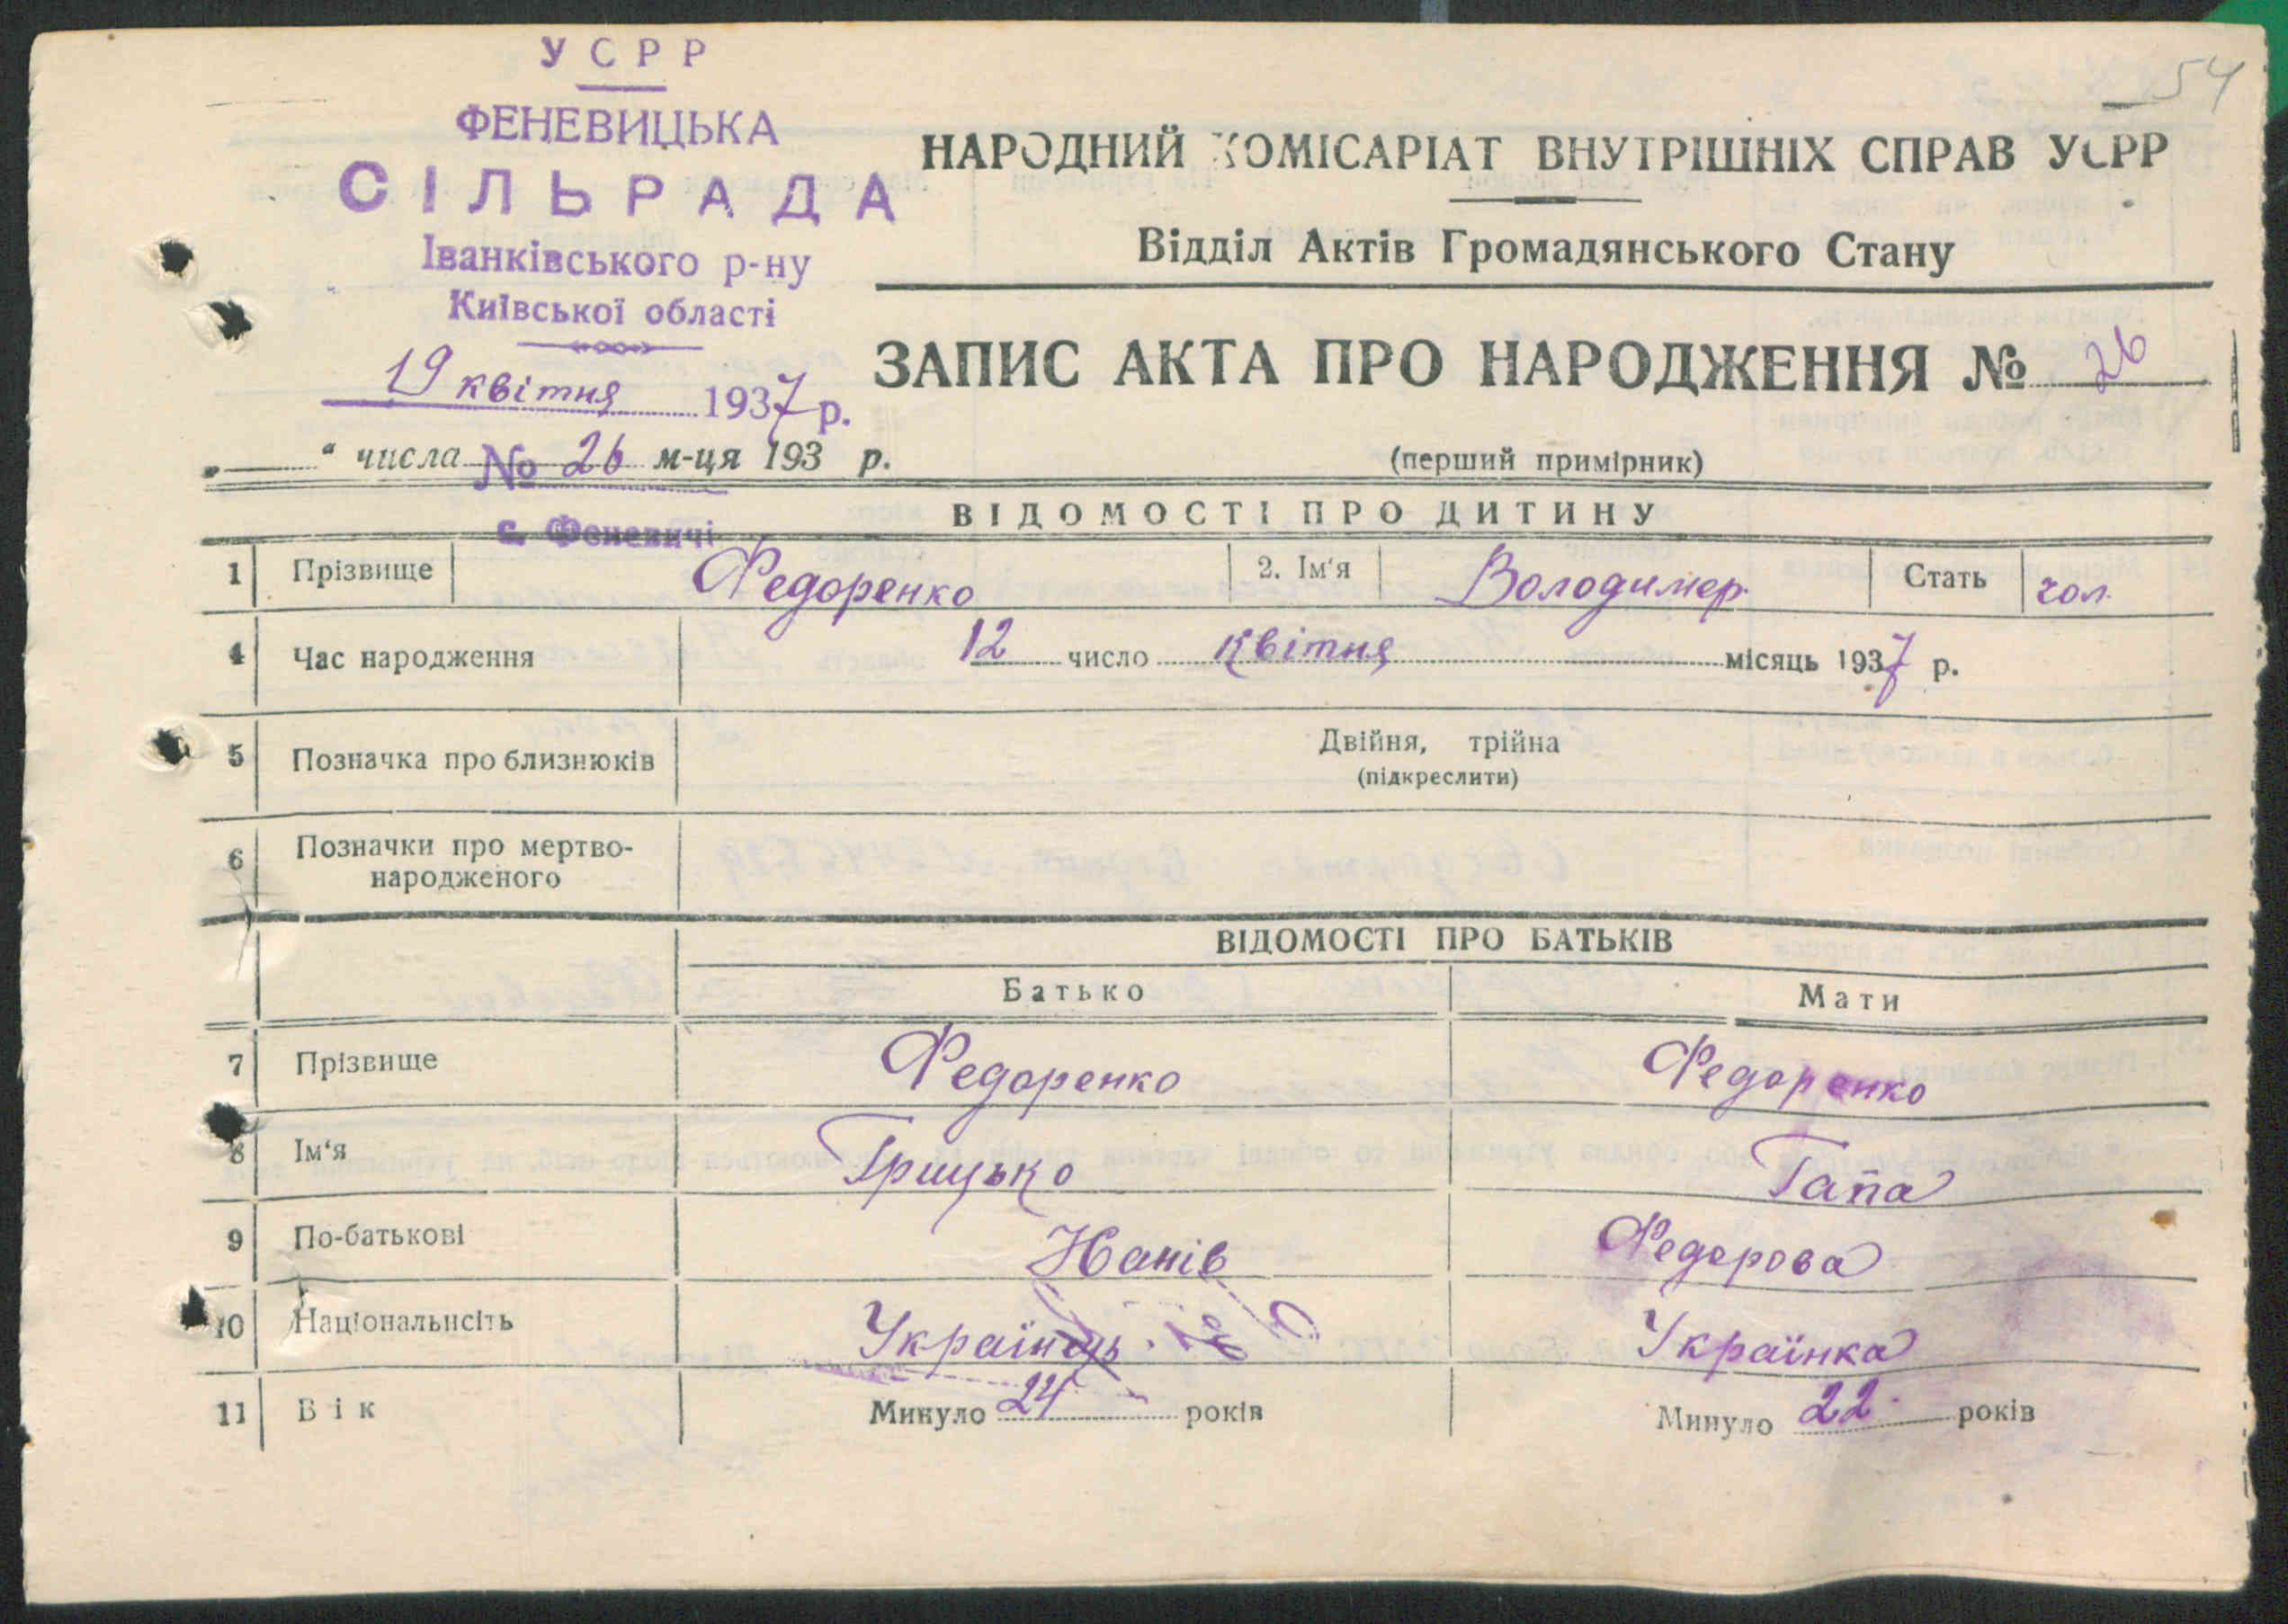 54
УСРР
ФЕНЕВИЦЬКА
СІЛЬРАДА
Іванківського р-ну
Київської області
19 квітня 1937 р.
„ “ числа м-ця 193 р.
№ 26
с. Феневичі
НАРОДНИЙ КОМІСАРІАТ ВНУТРІШНІХ СПРАВ УСРР
Відділ Актів Громадянського Стану
ЗАПИС АКТА ПРО НАРОДЖЕННЯ № 26
(перший примірник)
ВІДОМОСТІ ПРО ДИТИНУ
1 Прізвище Федоренко 2. Ім'я Володимер. Стать чол.
4 Час народження 12 число квітня місяць 1937 р.
5 Позначка про близнюків Двійня, трійна
(підкреслити)
6 Позначки про мертво-
народженого
ВІДОМОСТІ ПРО БАТЬКІВ
Батько Мати
7 Прізвище Федоренко Федоренко
8 Ім'я Грицько Гапа
9 По-батькові Федорова
10 Національнсіть Українець Українка
11 Вік Минуло 24 років Минуло 22 років